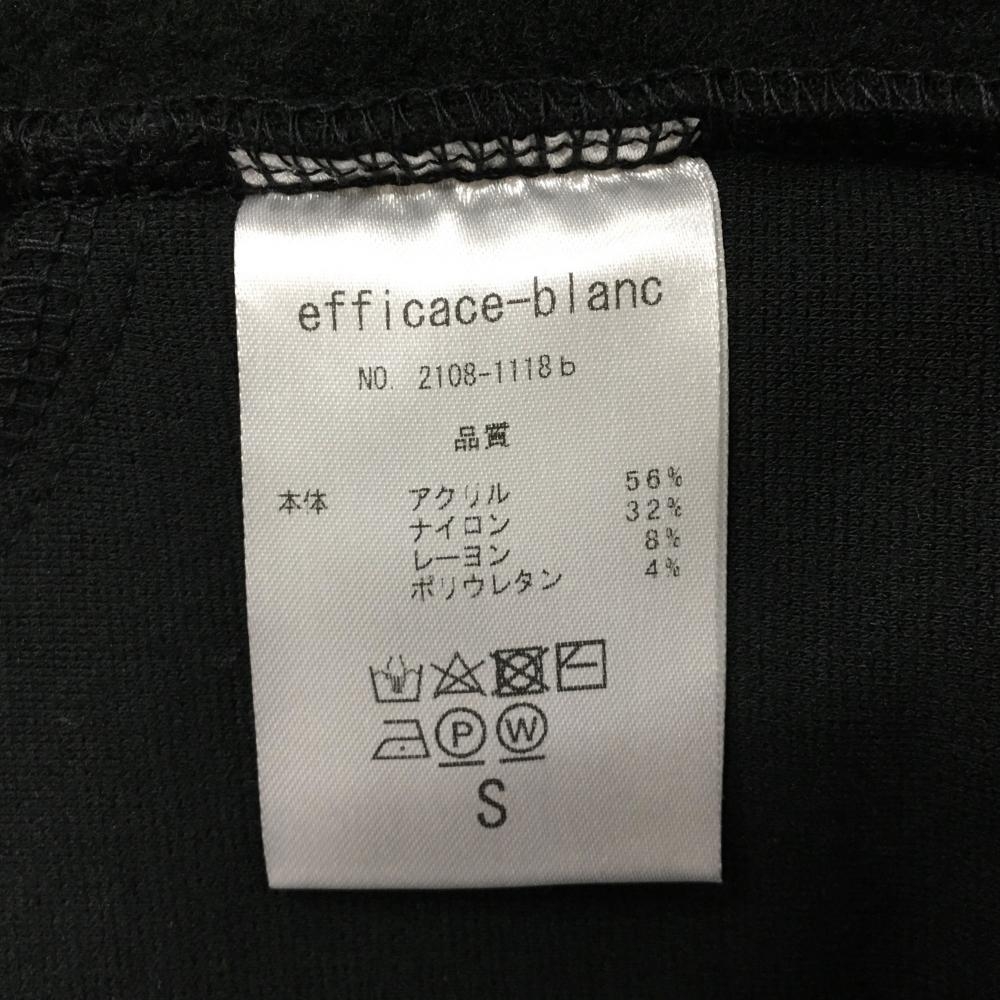 efficace-blanc
NO. 2108-1118b
品質
本体 アクリル 56%
ナイロン 32%
レーヨン 8%
ポリウレタン 4%
P W
S